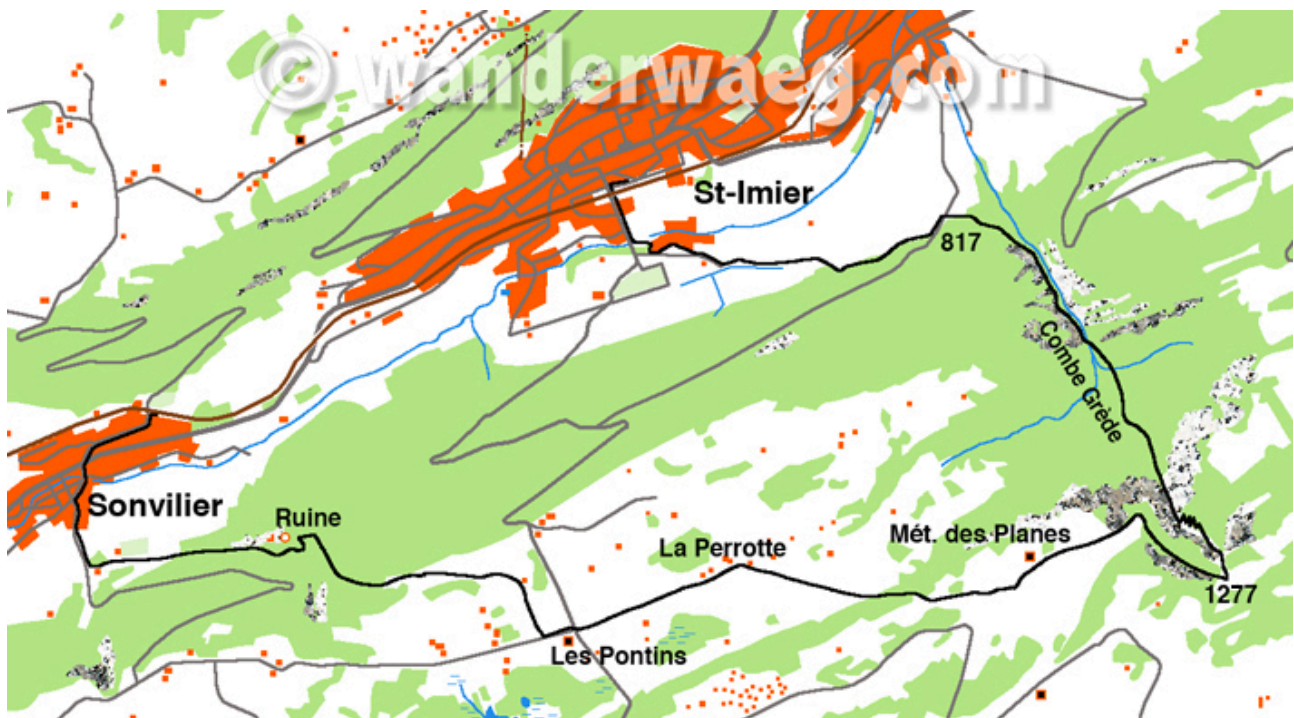 © wanderwaeg.com
St-Imier
817
Combe Grède
Sonvilier
Ruine
La Perrotte
Mét. des Planes
1277
Les Pontins